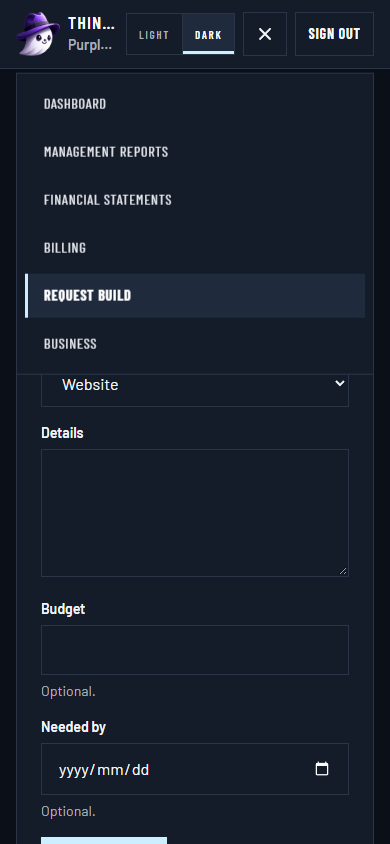 THIN...
Purpl...
LIGHT
DARK
SIGN OUT
DASHBOARD
MANAGEMENT REPORTS
FINANCIAL STATEMENTS
BILLING
REQUEST BUILD
BUSINESS
Website
Details
Budget
Optional.
Needed by
yyyy/mm/dd
Optional.